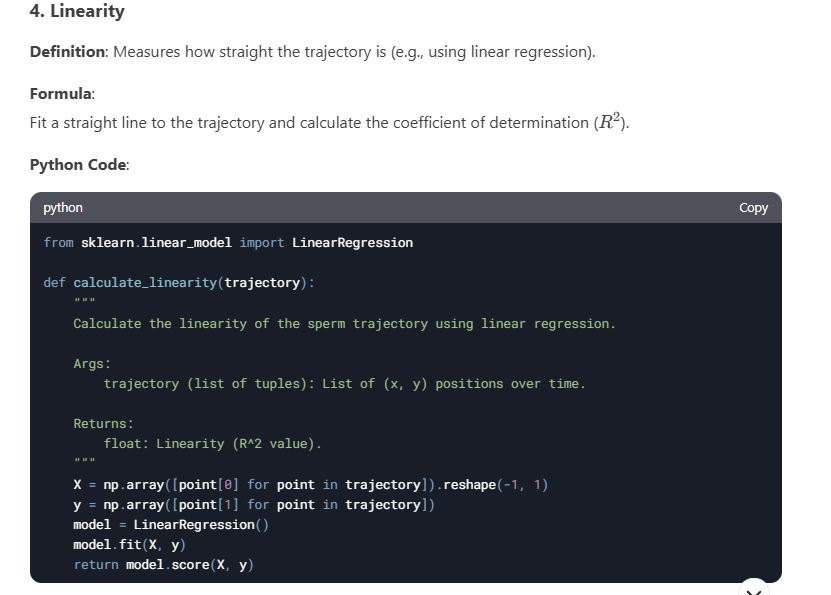 4. Linearity
Definition: Measures how straight the trajectory is (e.g., using linear regression).
Formula:
Fit a straight line to the trajectory and calculate the coefficient of determination (R²).
Python Code:
python
Copy
from sklearn.linear_model import LinearRegression
def calculate_linearity(trajectory):
    """
    Calculate the linearity of the sperm trajectory using linear regression.
    Args:
        trajectory (list of tuples): List of (x, y) positions over time.
    Returns:
        float: Linearity (R^2 value).
    """
    X = np.array([point[0] for point in trajectory]).reshape(-1, 1)
    y = np.array([point[1] for point in trajectory])
    model = LinearRegression()
    model.fit(X, y)
    return model.score(X, y)